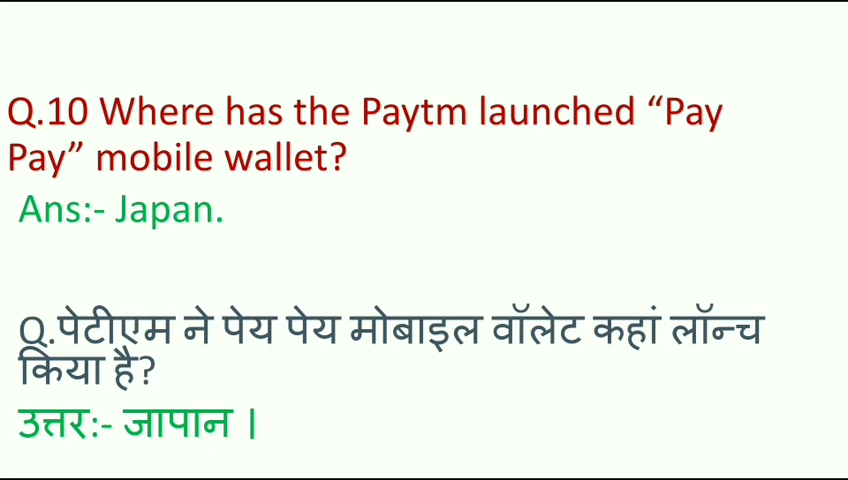 Q.10 Where has the Paytm launched “Pay
Pay” mobile wallet?
Ans:- Japan.
Q.पेटीएम ने पेय पेय मोबाइल वॉलेट कहां लॉन्च
किया है?
उत्तर:- जापान |